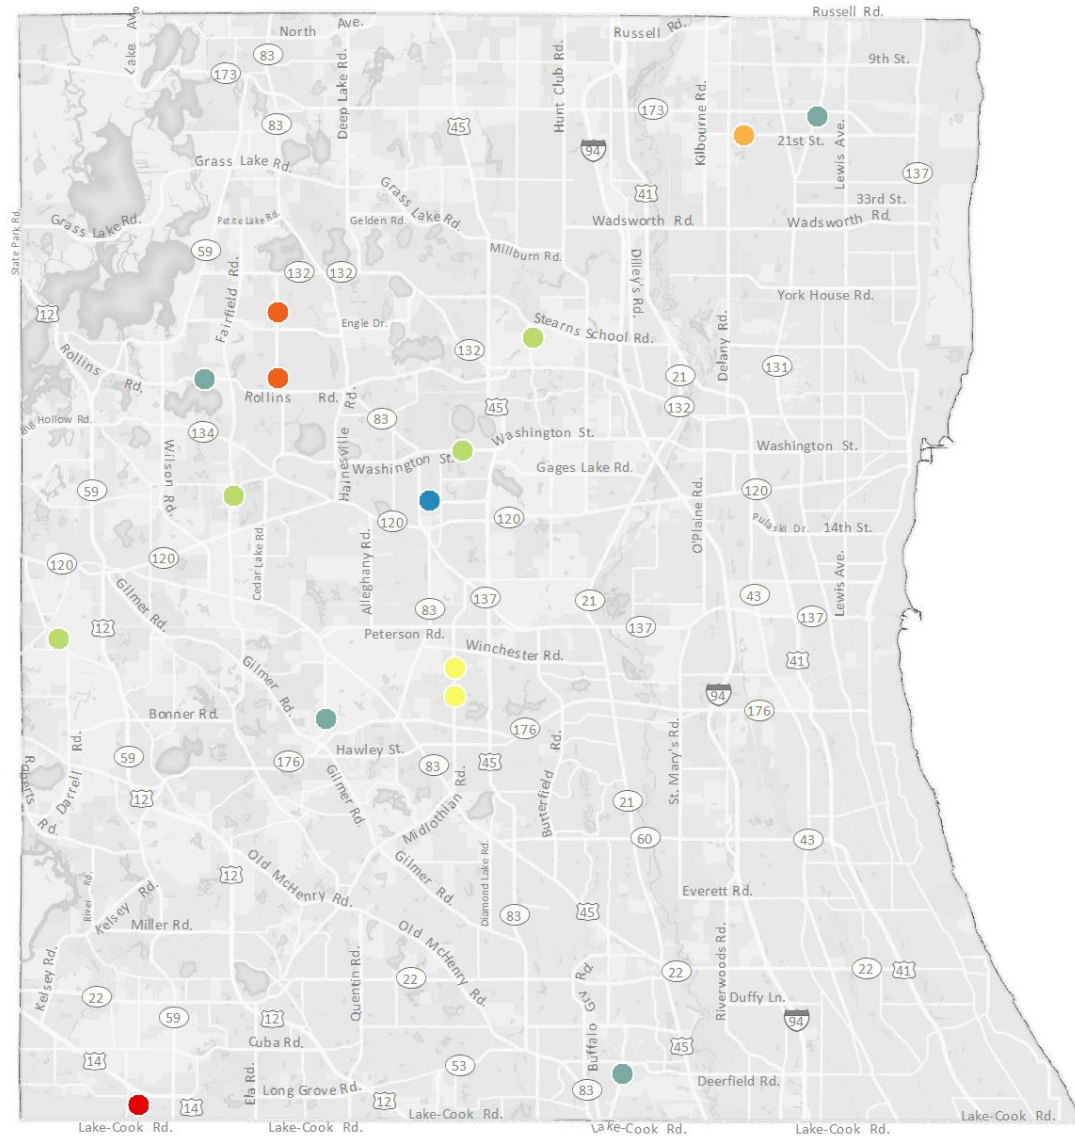 Russell Rd.
Lake Ave.
North Ave.
83
Deep Lake Rd.
Hunt Club Rd.
Russell Rd.
9th St.
173
Kilbourne Rd.
173
83
45
94
21st St.
Lewis Ave.
Grass Lake Rd.
137
41
Grass Lake Rd.
33rd St.
State Park Rd.
Grass Lake Rd.
Petite Lake Rd.
Gelden Rd.
Wadsworth Rd.
Wadsworth Rd.
59
Millburn Rd.
Dilley's Rd.
Fairfield Rd.
132
132
York House Rd.
12
Engle Dr.
Stearns School Rd.
Delany Rd.
Rollins Rd.
132
131
21
Rollins Rd.
132
Big Hollow Rd.
83
45
134
Hainesville Rd.
Washington St.
Washington St.
Washington St.
Wilson Rd.
Gages Lake Rd.
59
120
O'Plaine Rd.
120
120
Pulaski Dr.
14th St.
Cedar Lake Rd
Alleghany Rd.
120
120
Lewis Ave.
Gilmer Rd.
83
137
21
43
137
12
Peterson Rd.
137
Winchester Rd.
41
Gilmer Rd.
94
176
Bonner Rd.
176
Hawley St.
St. Mary's Rd.
59
176
83
45
Roberts Rd.
Darrell Rd.
12
Gilmer Rd.
Midlothian Rd.
Butterfield Rd.
21
60
43
Old McHenry Rd.
Gilmer Rd.
12
River Rd.
Kelsey Rd.
Diamond Lake Rd.
Everett Rd.
Miller Rd.
83
45
Old McHenry Rd.
Kelsey Rd.
Quentin Rd.
22
Buffalo Grv Rd.
22
Riverwoods Rd.
22
41
22
Duffy Ln.
59
12
94
Cuba Rd.
45
14
Ela Rd.
53
Long Grove Rd.
83
Deerfield Rd.
14
12
Lake-Cook Rd.
Lake-Cook Rd.
Lake-Cook Rd.
Lake-Cook Rd.
Lake-Cook Rd.
Lake-Cook Rd.